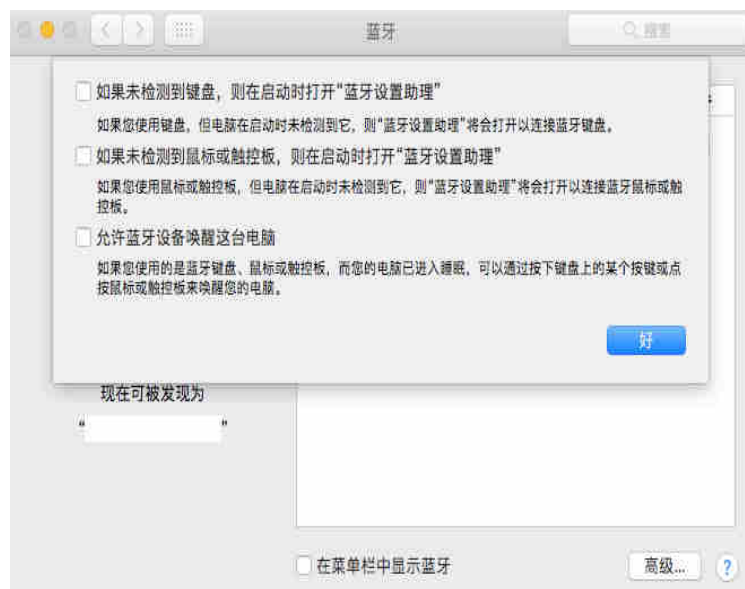 蓝牙
搜索
如果未检测到键盘，则在启动时打开“蓝牙设置助理”
如果您使用键盘，但电脑在启动时未检测到它，则“蓝牙设置助理”将会打开以连接蓝牙键盘。
如果未检测到鼠标或触控板，则在启动时打开“蓝牙设置助理”
如果您使用鼠标或触控板，但电脑在启动时未检测到它，则“蓝牙设置助理”将会打开以连接蓝牙鼠标或触
控板。
允许蓝牙设备唤醒这台电脑
如果您使用的是蓝牙键盘、鼠标或触控板，而您的电脑已进入睡眠，可以通过按下键盘上的某个按键或点
按鼠标或触控板来唤醒您的电脑。
好
现在可被发现为
“ ”
在菜单栏中显示蓝牙
高级... ?